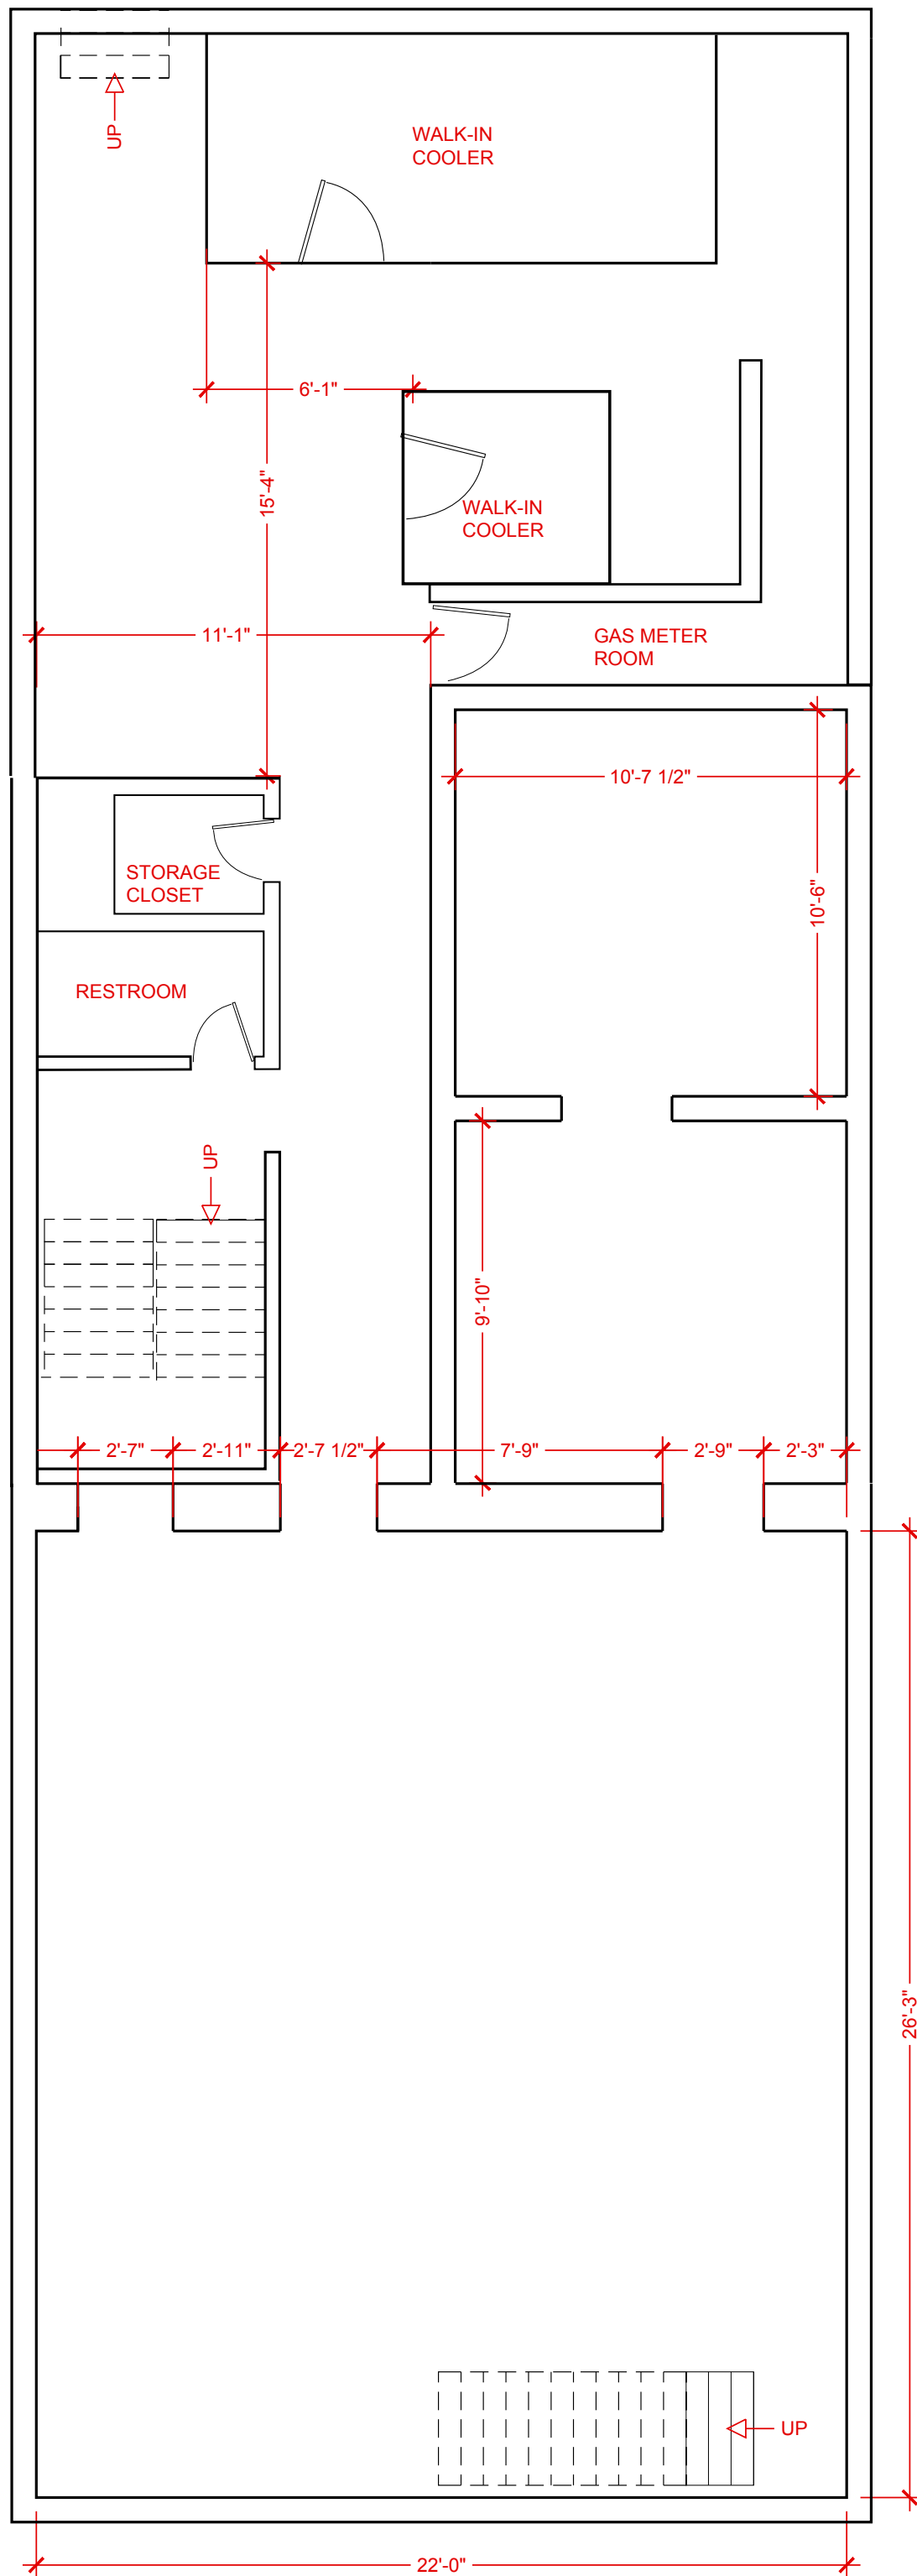 UP
WALK-IN
COOLER
6'-1"
15'-4"
WALK-IN
COOLER
11'-1"
GAS METER
ROOM
10'-7 1/2"
STORAGE
CLOSET
10'-6"
RESTROOM
UP
9'-10"
2'-7"
2'-11"
2'-7 1/2"
7'-9"
2'-9"
2'-3"
26'-3"
UP
22'-0"